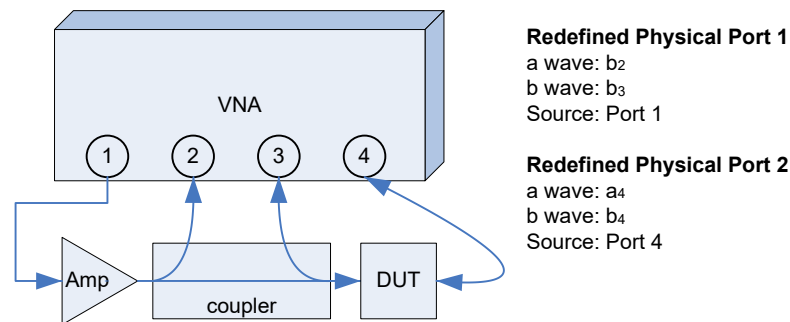 VNA
1 2 3 4
Amp
coupler
DUT
Redefined Physical Port 1
a wave: b2
b wave: b3
Source: Port 1
Redefined Physical Port 2
a wave: a4
b wave: b4
Source: Port 4